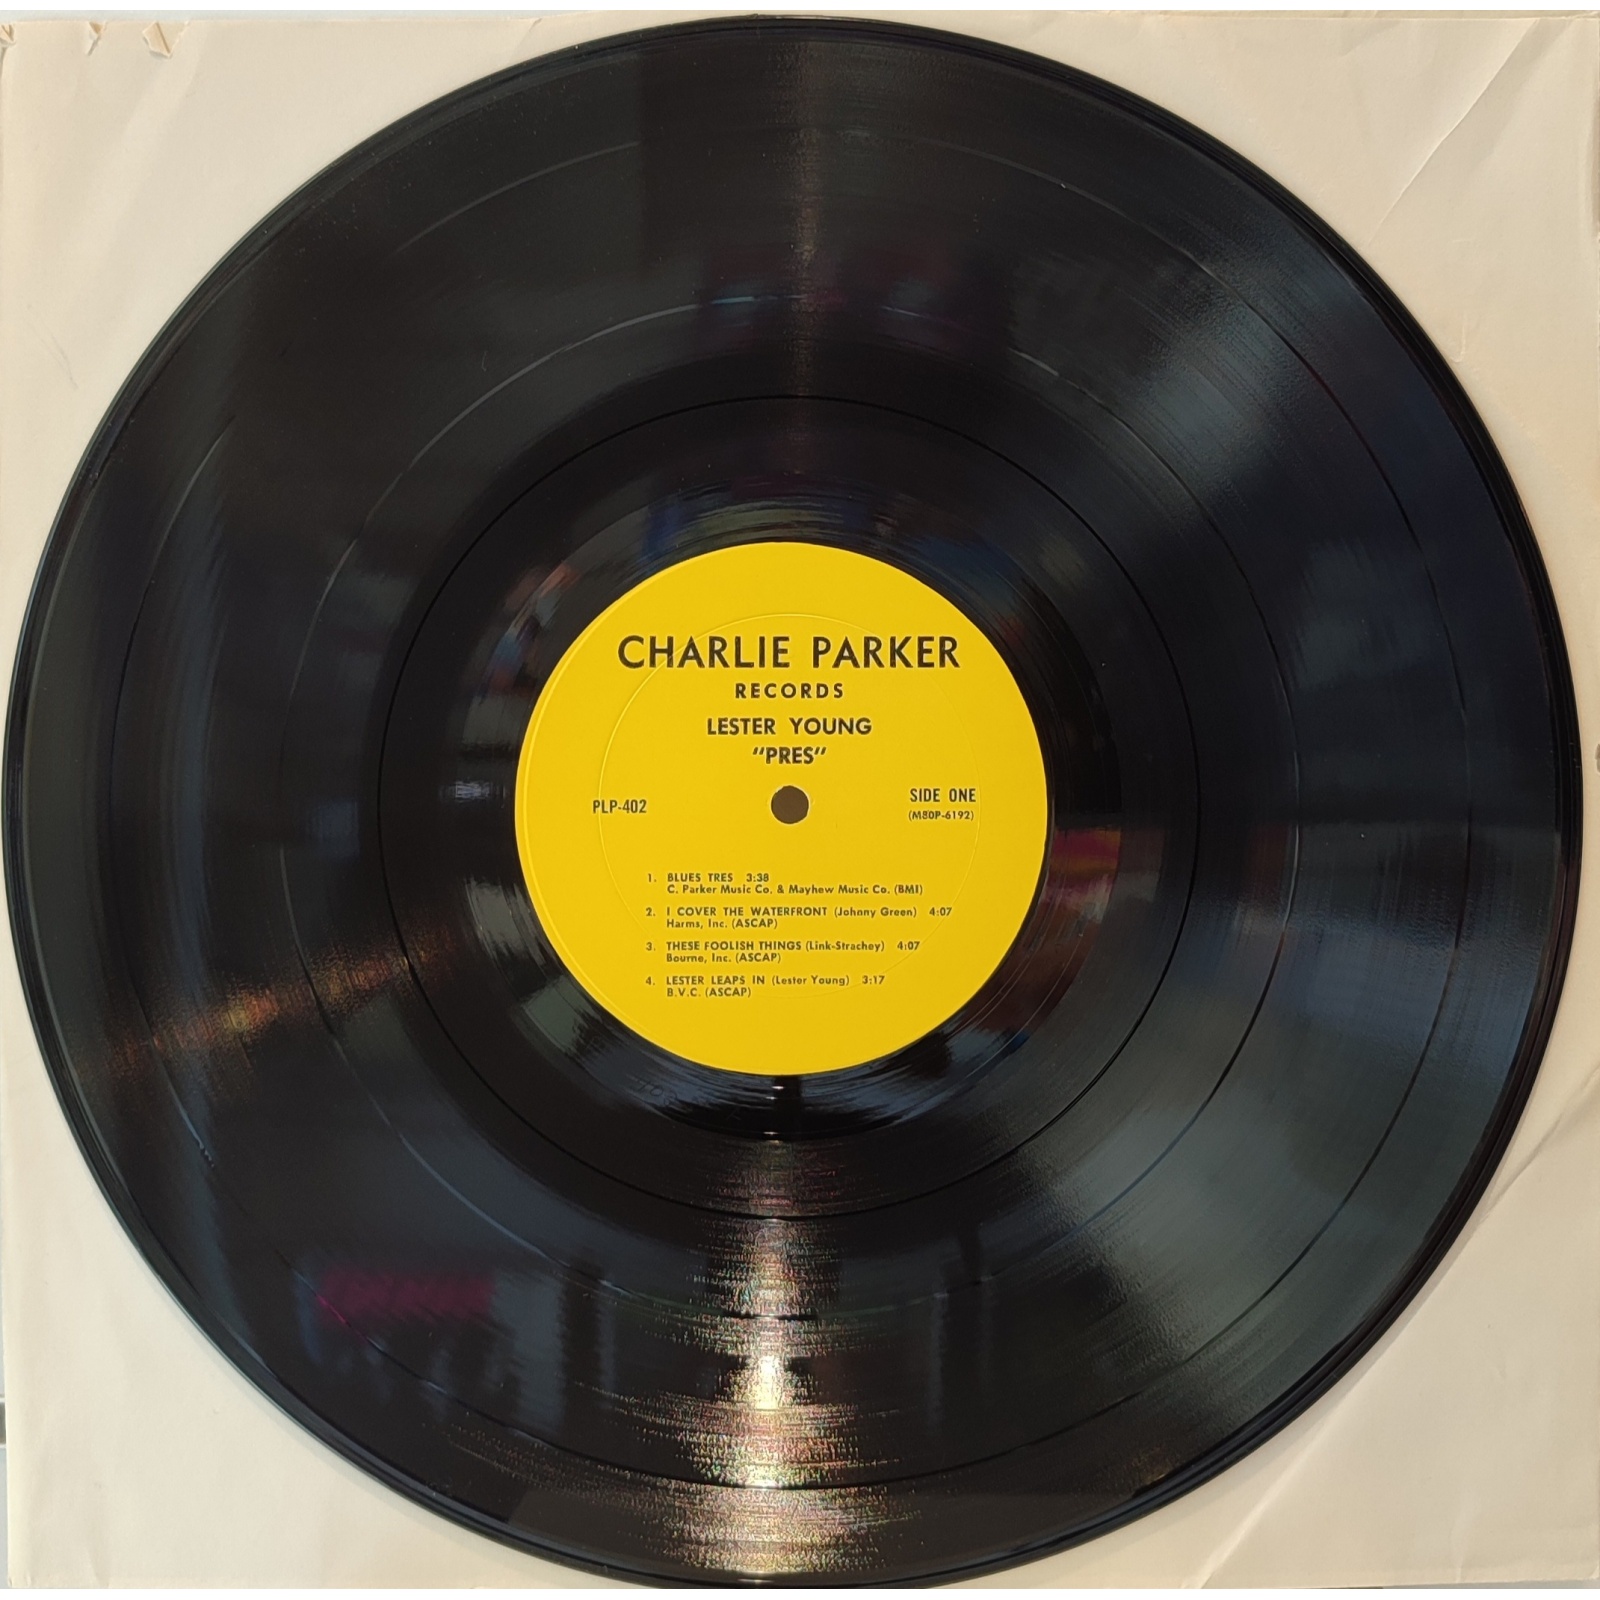 CHARLIE PARKER
RECORDS
LESTER YOUNG
"PRES"
PLP-402
SIDE ONE
(M80P-6192)
1. BLUES TRES 3:38
C. Parker Music Co. & Mayhew Music Co. (BMI)
2. I COVER THE WATERFRONT (Johnny Green) 4:07
Harms, Inc. (ASCAP)
3. THESE FOOLISH THINGS (Link-Strachey) 4:07
Bourne, Inc. (ASCAP)
4. LESTER LEAPS IN (Lester Young) 3:17
B.V.C. (ASCAP)